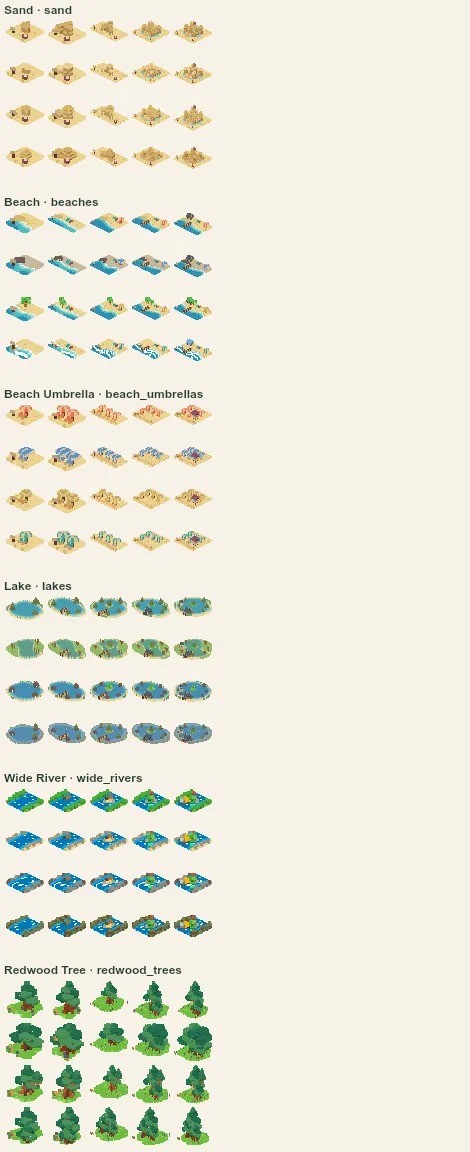 Sand · sand
Beach · beaches
Beach Umbrella · beach_umbrellas
Lake · lakes
Wide River · wide_rivers
Redwood Tree · redwood_trees